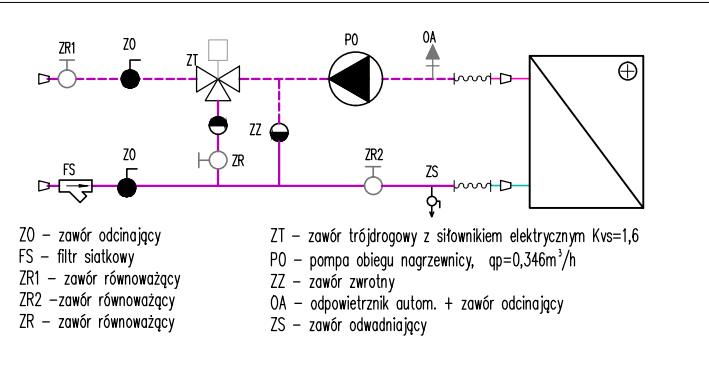 ZR1
ZO
ZT
PO
OA
ZZ
FS
ZO
ZR
ZR2
ZS
ZO – zawór odcinający
FS – filtr siatkowy
ZR1 – zawór równoważący
ZR2 –zawór równoważący
ZR – zawór równoważący
ZT – zawór trójdrogowy z siłownikiem elektrycznym Kvs=1,6
PO – pompa obiegu nagrzewnicy, qp=0,346m³/h
ZZ – zawór zwrotny
OA – odpowietrznik autom. + zawór odcinający
ZS – zawór odwadniający